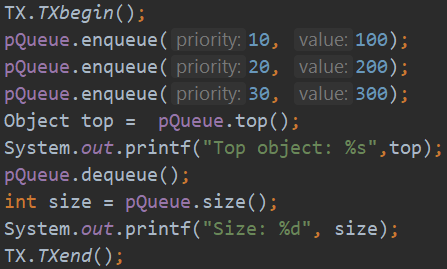 TX.TXbegin();
pQueue.enqueue( priority: 10, value: 100);
pQueue.enqueue( priority: 20, value: 200);
pQueue.enqueue( priority: 30, value: 300);
Object top =  pQueue.top();
System.out.printf("Top object: %s",top);
pQueue.dequeue();
int size = pQueue.size();
System.out.printf("Size: %d", size);
TX.TXend();